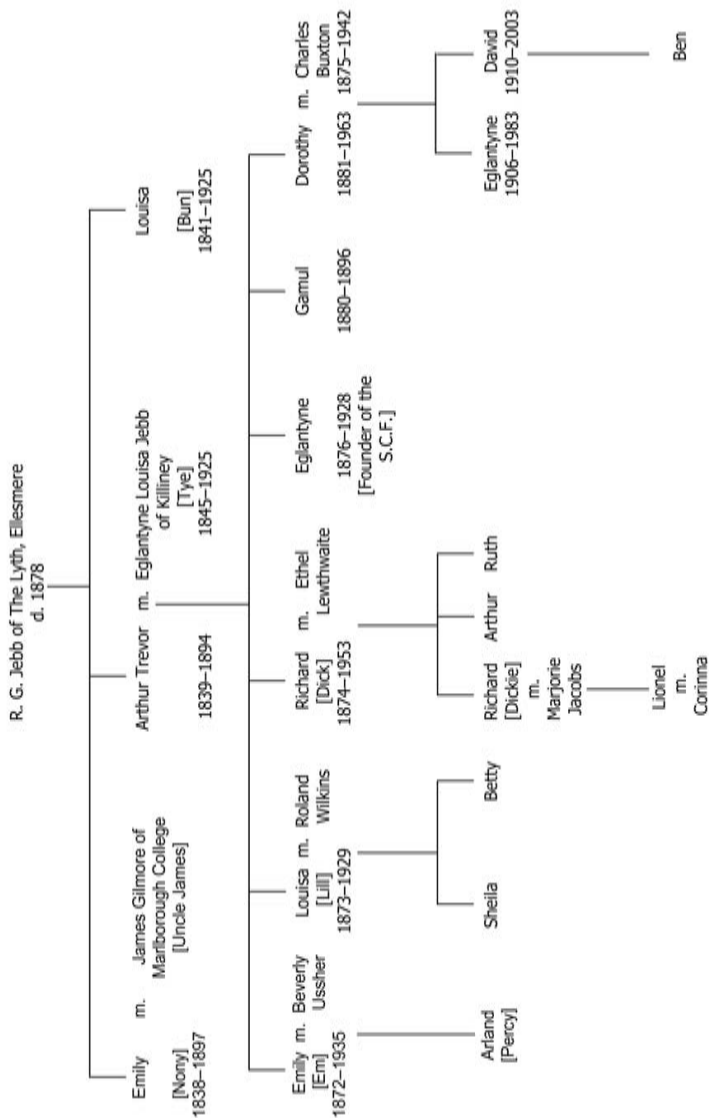 R. G. Jebb of The Lyth, Ellesmere
d. 1878
Emily m. James Gilmore of
Marlborough College
[Nony] [Uncle James]
1838–1897
Arthur Trevor m. Eglantyne Louisa Jebb
of Killiney
[Tye]
1839–1894 1845–1925
Louisa
[Bun]
1841–1925
Emily m. Beverly
[Em] Ussher
1872–1935
Louisa m. Roland
[Lill] Wilkins
1873–1929
Richard m. Ethel
[Dick] Lewthwaite
1874–1953
Eglantyne
1876–1928
[Founder of the
S.C.F.]
Gamul
1880–1896
Dorothy m. Charles
Buxton
1881–1963 1875–1942
Arland
[Percy]
Sheila
Betty
Richard
[Dickie]
m.
Marjorie
Jacobs
Arthur
Ruth
Eglantyne
1906–1983
David
1910–2003
Lionel
m.
Corinna
Ben